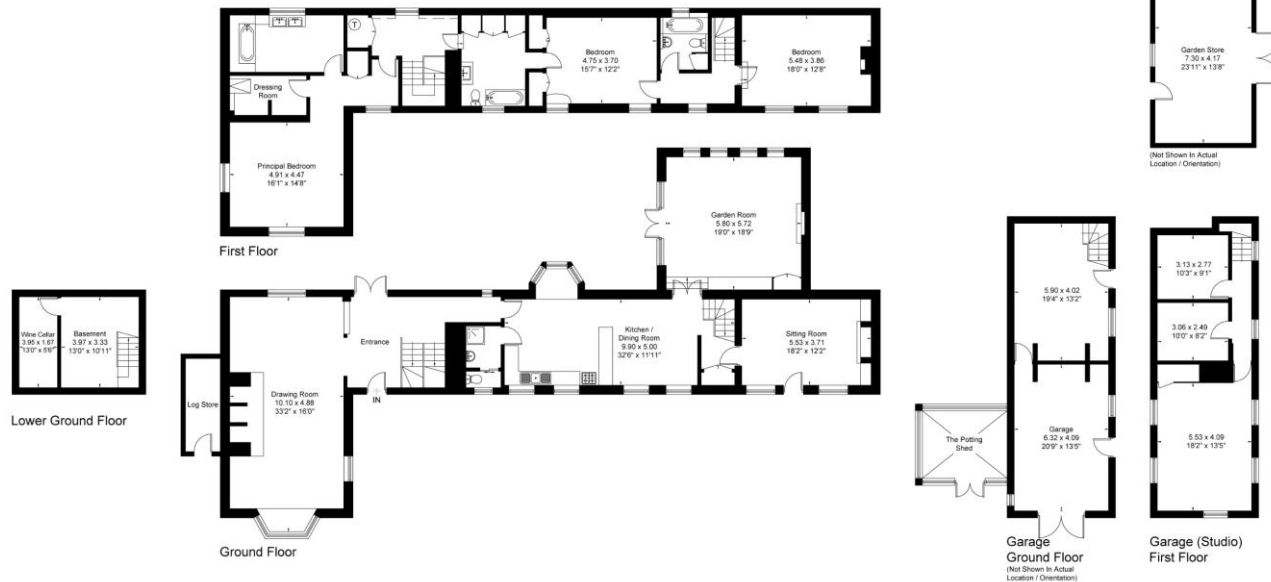 T
Dressing
Room
Principal Bedroom
4.91 x 4.47
16'1" x 14'8"
Bedroom
4.75 x 3.70
15'7" x 12'2"
Bedroom
5.48 x 3.86
18'0" x 12'8"
First Floor
Garden Store
7.30 x 4.17
23'11" x 13'8"
(Not Shown In Actual
Location / Orientation)
Garden Room
5.80 x 5.72
19'0" x 18'9"
Wine Cellar
3.95 x 1.67
13'0" x 5'6"
Basement
3.97 x 3.33
13'0" x 10'11"
Lower Ground Floor
Log Store
Drawing Room
10.10 x 4.88
33'2" x 16'0"
Entrance
IN
Kitchen /
Dining Room
9.90 x 5.00
32'6" x 11'11"
Sitting Room
5.53 x 3.71
18'2" x 12'2"
Ground Floor
The Potting
Shed
5.90 x 4.02
19'4" x 13'2"
Garage
6.32 x 4.09
20'9" x 13'5"
Garage
Ground Floor
(Not Shown In Actual
Location / Orientation)
3.13 x 2.77
10'3" x 9'1"
3.06 x 2.49
10'0" x 8'2"
5.53 x 4.09
18'2" x 13'5"
Garage (Studio)
First Floor